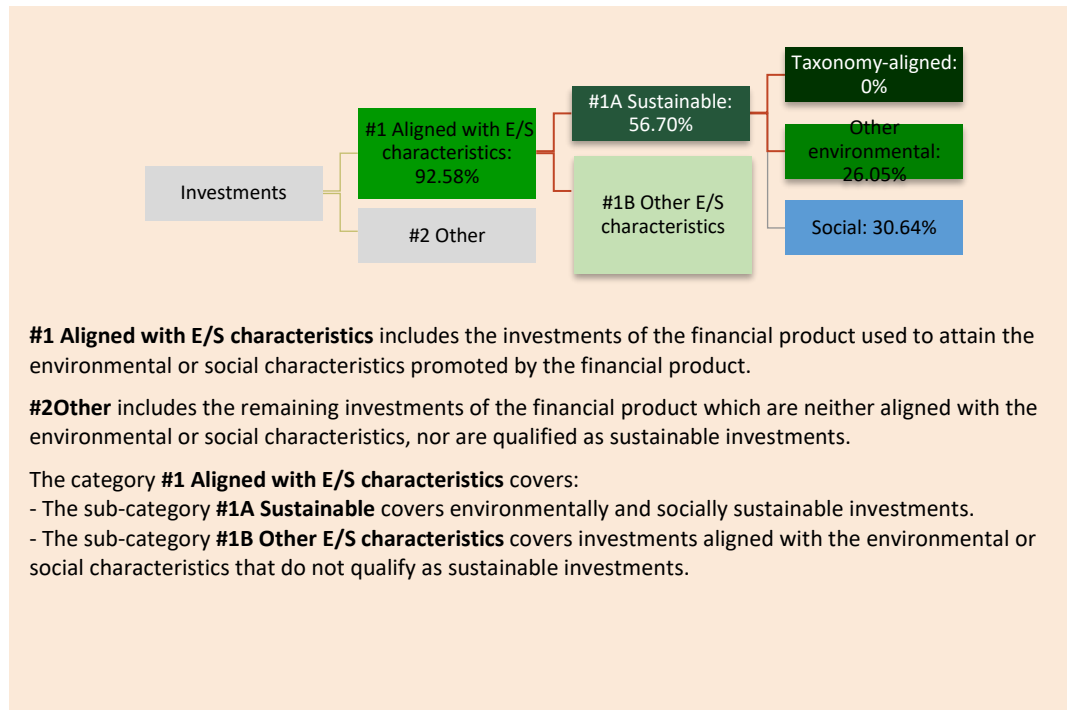 Investments
#1 Aligned with E/S
characteristics:
92.58%
#2 Other
#1A Sustainable:
56.70%
#1B Other E/S
characteristics
Taxonomy-aligned:
0%
Other
environmental:
26.05%
Social: 30.64%
#1 Aligned with E/S characteristics includes the investments of the financial product used to attain the
environmental or social characteristics promoted by the financial product.
#2Other includes the remaining investments of the financial product which are neither aligned with the
environmental or social characteristics, nor are qualified as sustainable investments.
The category #1 Aligned with E/S characteristics covers:
- The sub-category #1A Sustainable covers environmentally and socially sustainable investments.
- The sub-category #1B Other E/S characteristics covers investments aligned with the environmental or
social characteristics that do not qualify as sustainable investments.